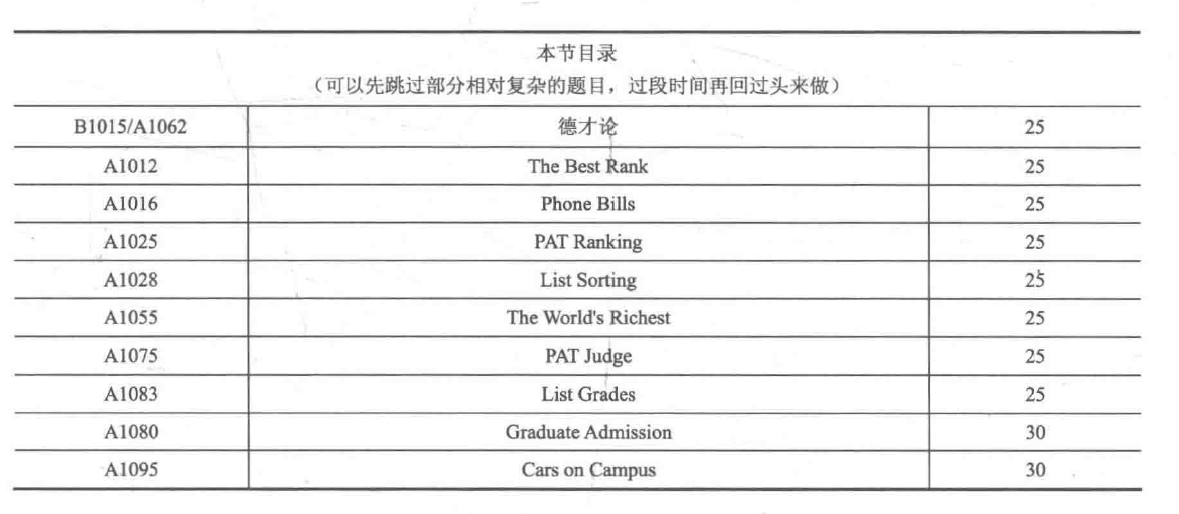 本节目录
（可以先跳过部分相对复杂的题目，过段时间再回过头来做）
B1015/A1062 德才论 25
A1012 The Best Rank 25
A1016 Phone Bills 25
A1025 PAT Ranking 25
A1028 List Sorting 25
A1055 The World's Richest 25
A1075 PAT Judge 25
A1083 List Grades 25
A1080 Graduate Admission 30
A1095 Cars on Campus 30